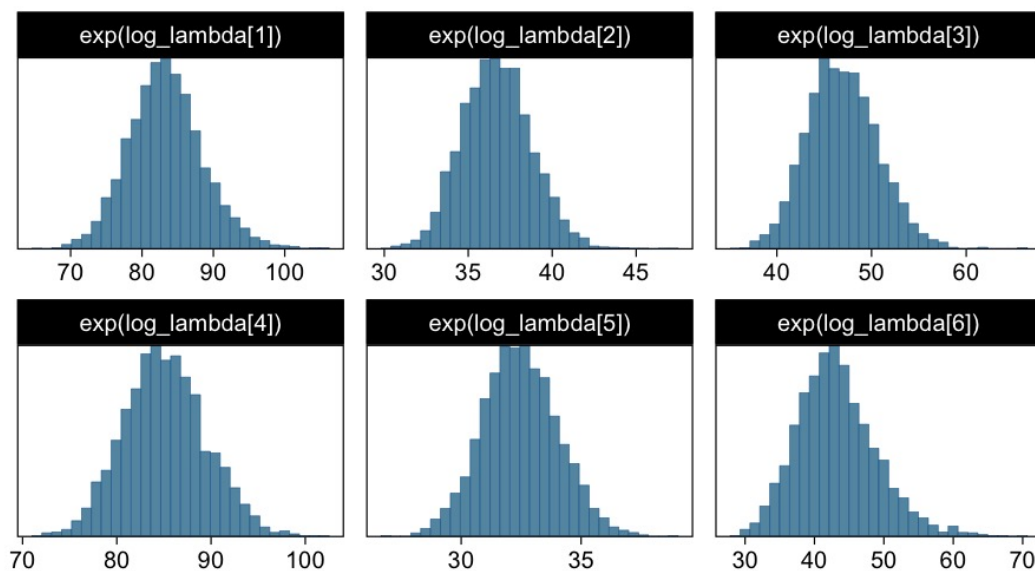 exp(log_lambda[1])
exp(log_lambda[2])
exp(log_lambda[3])
70 80 90 100
30 35 40 45
40 50 60
exp(log_lambda[4])
exp(log_lambda[5])
exp(log_lambda[6])
70 80 90 100
30 35
30 40 50 60 70